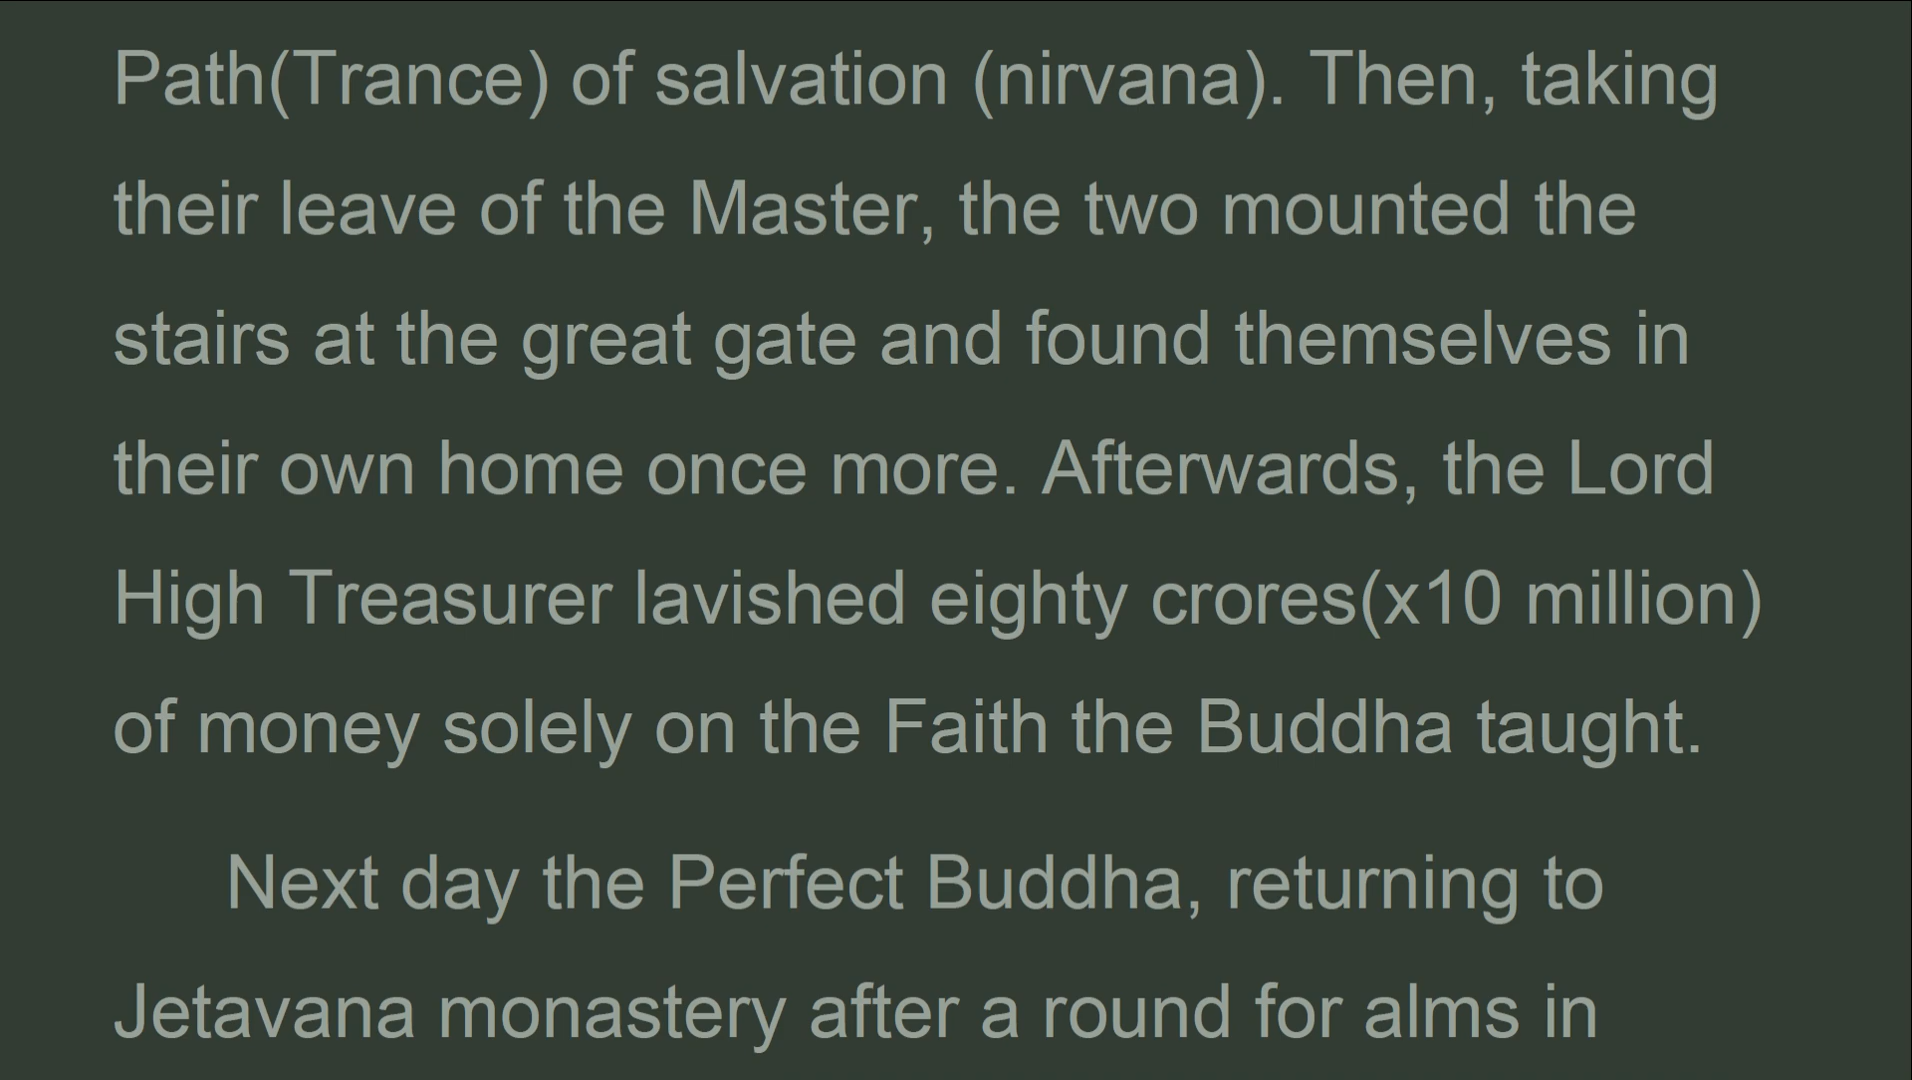 Path(Trance) of salvation (nirvana). Then, taking
their leave of the Master, the two mounted the
stairs at the great gate and found themselves in
their own home once more. Afterwards, the Lord
High Treasurer lavished eighty crores(x10 million)
of money solely on the Faith the Buddha taught.
Next day the Perfect Buddha, returning to
Jetavana monastery after a round for alms in